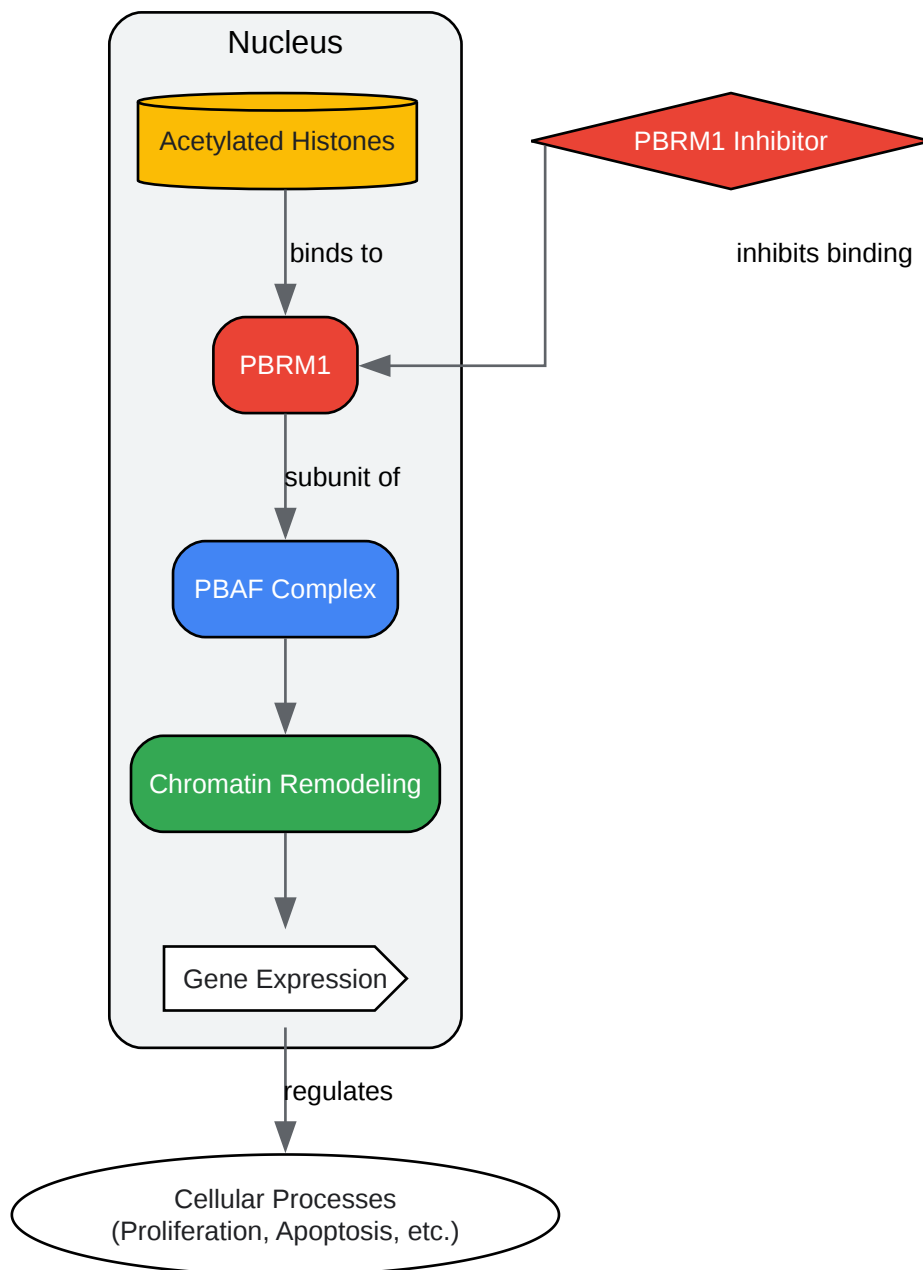 Nucleus
Acetylated Histones
PBRM1 Inhibitor
binds to
inhibits binding
PBRM1
subunit of
PBAF Complex
Chromatin Remodeling
Gene Expression
regulates
Cellular Processes
(Proliferation, Apoptosis, etc.)